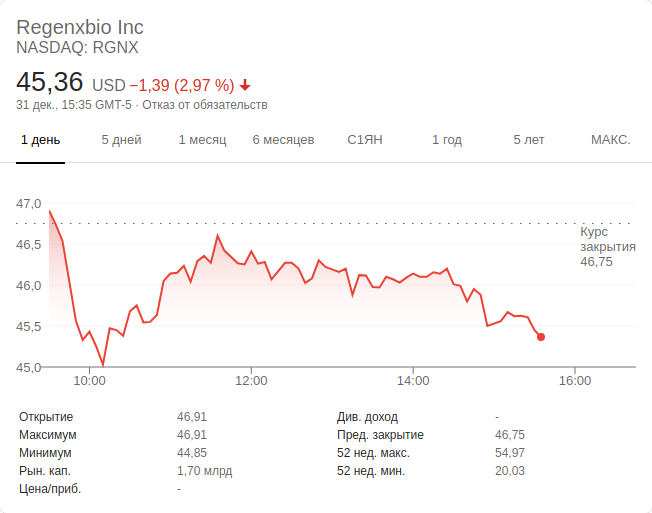 Regenxbio Inc
NASDAQ: RGNX
45,36 USD −1,39 (2,97 %)
31 дек., 15:35 GMT-5 · Отказ от обязательств
1 день 5 дней 1 месяц 6 месяцев С1ЯН 1 год 5 лет МАКС.
47,0
46,5
46,0
45,5
45,0
Курс
закрытия
46,75
10:00 12:00 14:00 16:00
Открытие 46,91 Див. доход -
Максимум 46,91 Пред. закрытие 46,75
Минимум 44,85 52 нед. макс. 54,97
Рын. кап. 1,70 млрд 52 нед. мин. 20,03
Цена/приб. -